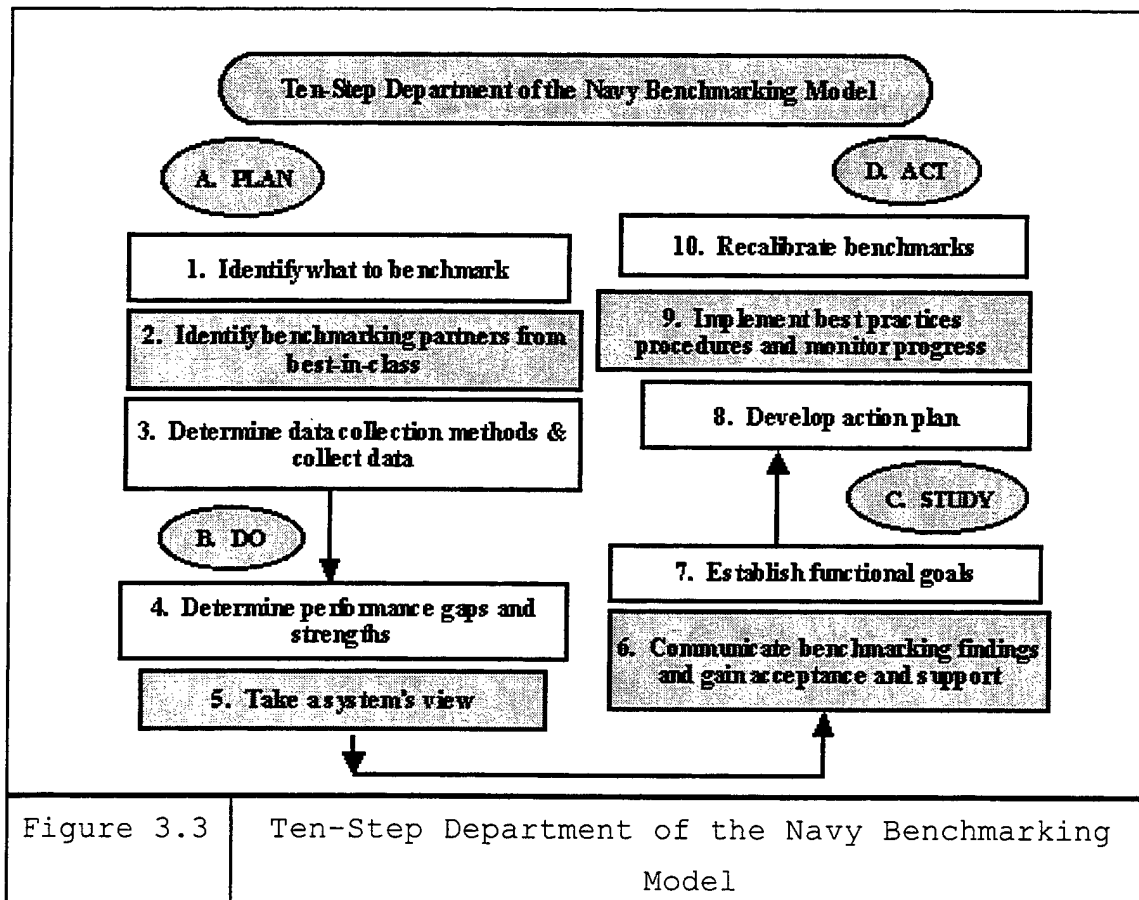 Ten-Step Department of the Navy Benchmarking Model
A. PLAN
1. Identify what to benchmark
2. Identify benchmarking partners from
best-in-class
3. Determine data collection methods &
collect data
B. DO
4. Determine performance gaps and
strengths
5. Take a system's view
D. ACT
10. Recalibrate benchmarks
9. Implement best practices
procedures and monitor progress
8. Develop action plan
C. STUDY
7. Establish functional goals
6. Communicate benchmarking findings
and gain acceptance and support
Figure 3.3
Ten-Step Department of the Navy Benchmarking
Model